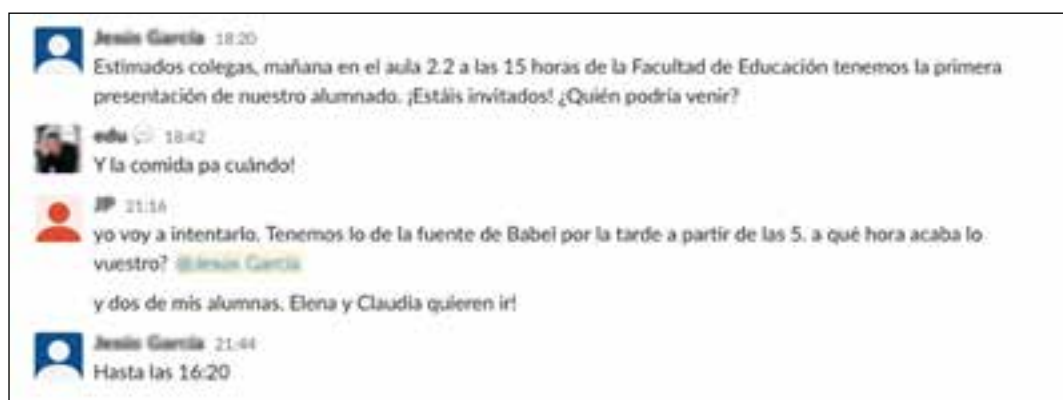 Jesús García 18:20
Estimados colegas, mañana en el aula 2.2 a las 15 horas de la Facultad de Educación tenemos la primera
presentación de nuestro alumnado. ¡Estáis invitados! ¿Quién podría venir?
edu 18:42
Y la comida pa cuándo!
JP 21:16
yo voy a intentarlo. Tenemos lo de la fuente de Babel por la tarde a partir de las 5. a qué hora acaba lo
vuestro? @Jesús García
y dos de mis alumnas. Elena y Claudia quieren ir!
Jesús García 21:44
Hasta las 16:20